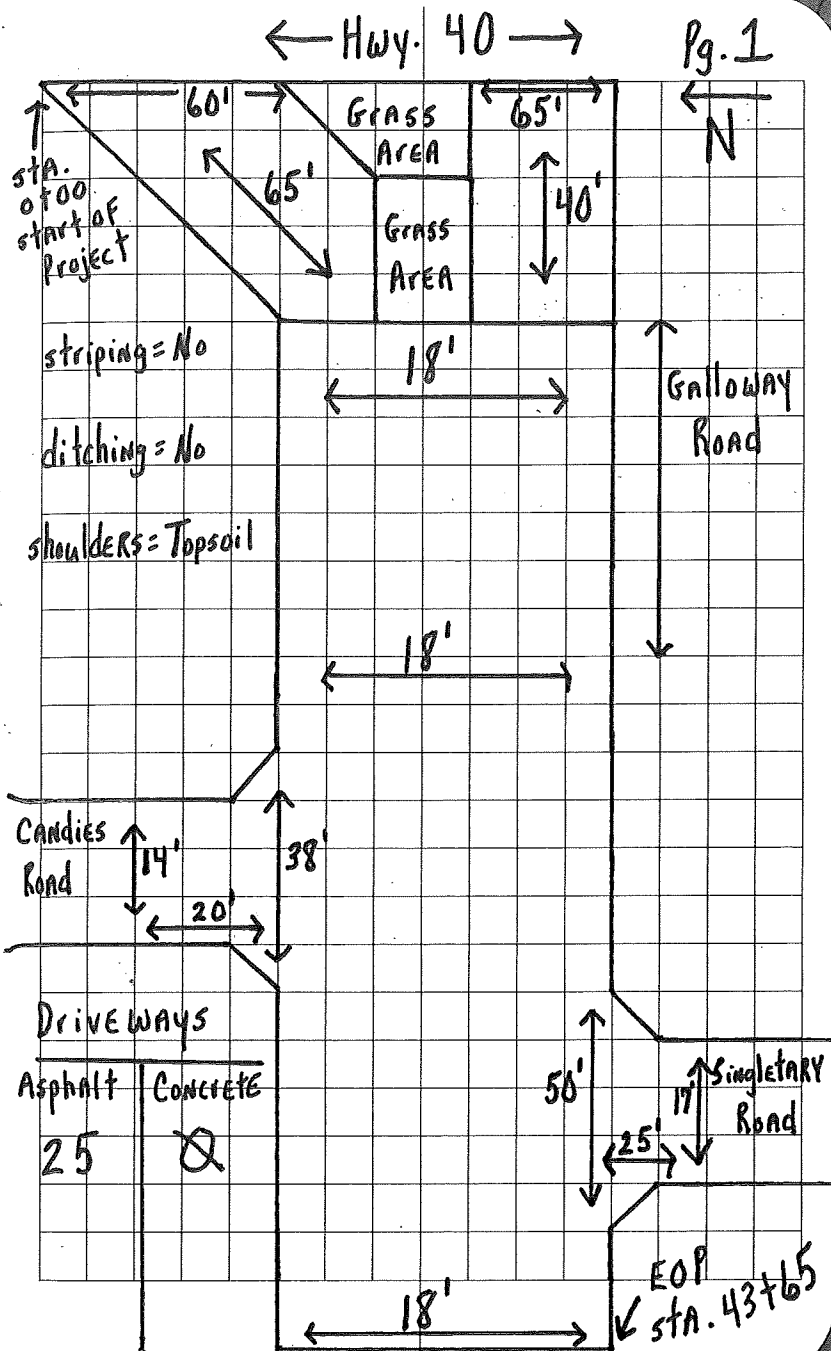 Hwy. 40
Pg. 1
60'
Grass
Area
65'
N
sta.
0+00
start of
Project
65'
40'
Grass
Area
striping = No
18'
Galloway
Road
ditching = No
shoulders = Topsoil
18'
Candies
Road
14'
38'
20'
Driveways
Asphalt
Concrete
25
0
50'
17'
Singletary
Road
25'
EOP
sta. 43+65
18'